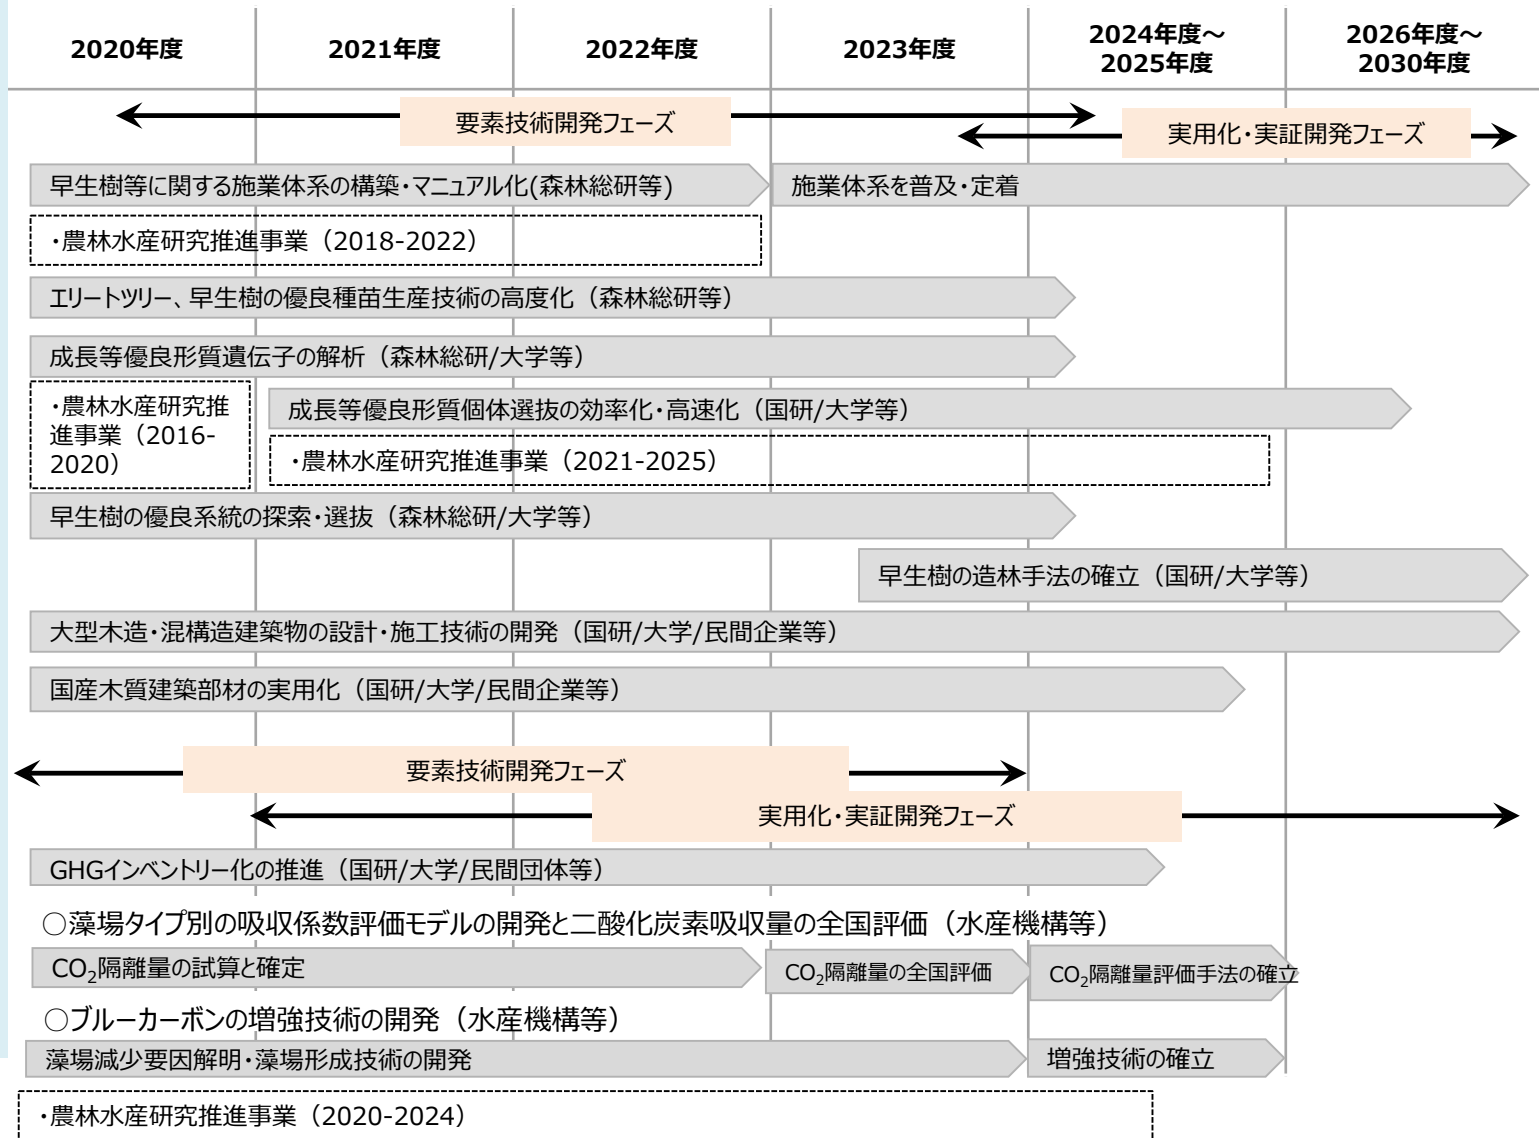 2020年度
2021年度
2022年度
2023年度
2024年度～
2025年度
2026年度～
2030年度
要素技術開発フェーズ
実用化・実証開発フェーズ
早生樹等に関する施業体系の構築・マニュアル化(森林総研等)
施業体系を普及・定着
・農林水産研究推進事業（2018-2022）
エリートツリー、早生樹の優良種苗生産技術の高度化（森林総研等）
成長等優良形質遺伝子の解析（森林総研/大学等）
・農林水産研究推
進事業（2016-
2020）
成長等優良形質個体選抜の効率化・高速化（国研/大学等）
・農林水産研究推進事業（2021-2025）
早生樹の優良系統の探索・選抜（森林総研/大学等）
早生樹の造林手法の確立（国研/大学等）
大型木造・混構造建築物の設計・施工技術の開発（国研/大学/民間企業等）
国産木質建築部材の実用化（国研/大学/民間企業等）
要素技術開発フェーズ
実用化・実証開発フェーズ
GHGインベントリー化の推進（国研/大学/民間団体等）
○藻場タイプ別の吸収係数評価モデルの開発と二酸化炭素吸収量の全国評価（水産機構等）
CO₂隔離量の試算と確定
CO₂隔離量の全国評価
CO₂隔離量評価手法の確立
○ブルーカーボンの増強技術の開発（水産機構等）
藻場減少要因解明・藻場形成技術の開発
増強技術の確立
・農林水産研究推進事業（2020-2024）